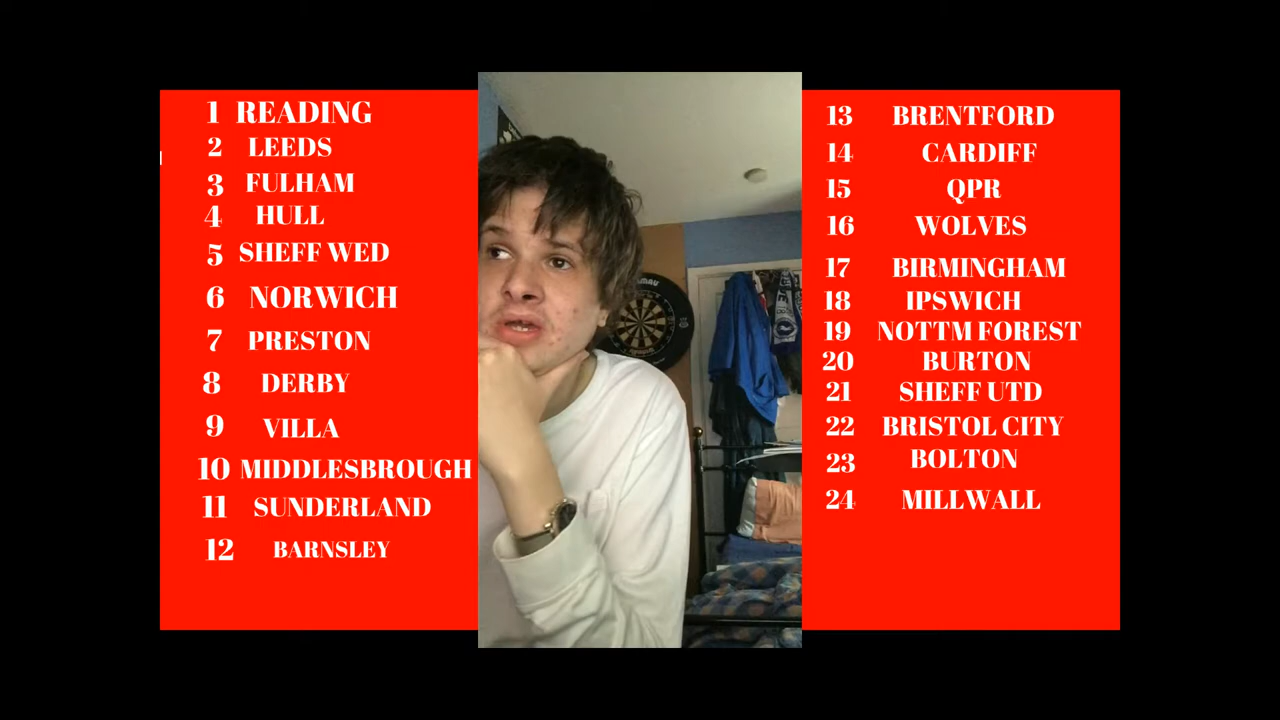 1 READING
2 LEEDS
3 FULHAM
4 HULL
5 SHEFF WED
6 NORWICH
7 PRESTON
8 DERBY
9 VILLA
10 MIDDLESBROUGH
11 SUNDERLAND
12 BARNSLEY
13 BRENTFORD
14 CARDIFF
15 QPR
16 WOLVES
17 BIRMINGHAM
18 IPSWICH
19 NOTTM FOREST
20 BURTON
21 SHEFF UTD
22 BRISTOL CITY
23 BOLTON
24 MILLWALL